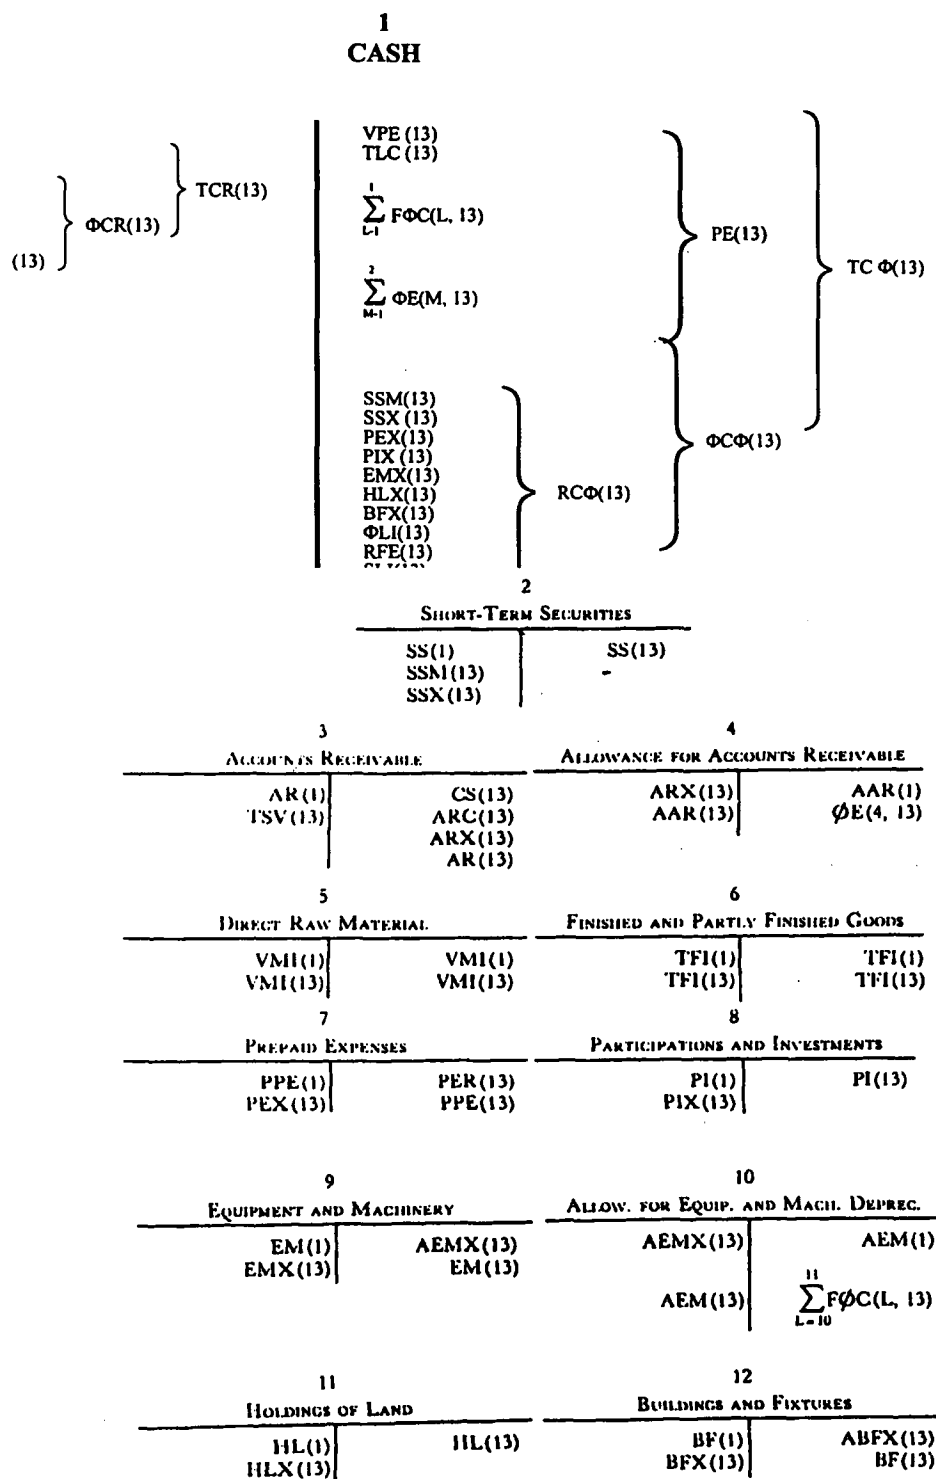 1
CASH
VPE (13)
TLC (13)
TCR(13)
1
∑ FΦC(L, 13)
L-1
ΦCR(13)
PE(13)
(13)
TC Φ(13)
2
∑ ΦE(M, 13)
M-1
SSM(13)
SSX (13)
PEX(13)
ΦCΦ(13)
PIX (13)
EMX(13)
HLX(13)
RCΦ(13)
BFX(13)
ΦLI(13)
RFE(13)
2
SHORT-TERM SECURITIES
SS(1) SS(13)
SSM(13)
SSX(13)
3 4
ACCOUNTS RECEIVABLE ALLOWANCE FOR ACCOUNTS RECEIVABLE
AR(1) CS(13) ARX(13) AAR(1)
TSV(13) ARC(13) AAR(13) ØE(4, 13)
ARX(13)
AR(13)
5 6
DIRECT RAW MATERIAL FINISHED AND PARTLY FINISHED GOODS
VMI(1) VMI(1) TFI(1) TFI(1)
VMI(13) VMI(13) TFI(13) TFI(13)
7 8
PREPAID EXPENSES PARTICIPATIONS AND INVESTMENTS
PPE(1) PER(13) PI(1) PI(13)
PEX(13) PPE(13) PIX(13)
9 10
EQUIPMENT AND MACHINERY ALLOW. FOR EQUIP. AND MACH. DEPREC.
EM(1) AEMX(13) AEMX(13) AEM(1)
EMX(13) EM(13)
11
AEM(13) ∑ FØC(L, 13)
L=10
11 12
HOLDINGS OF LAND BUILDINGS AND FIXTURES
HL(1) HL(13) BF(1) ABFX(13)
HLX(13) BFX(13) BF(13)